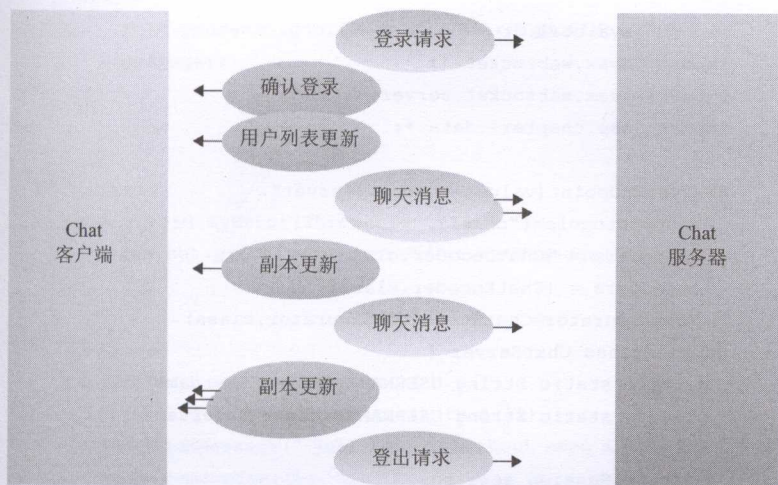 登录请求
确认登录
用户列表更新
聊天消息
Chat
客户端
Chat
服务器
副本更新
聊天消息
副本更新
登出请求